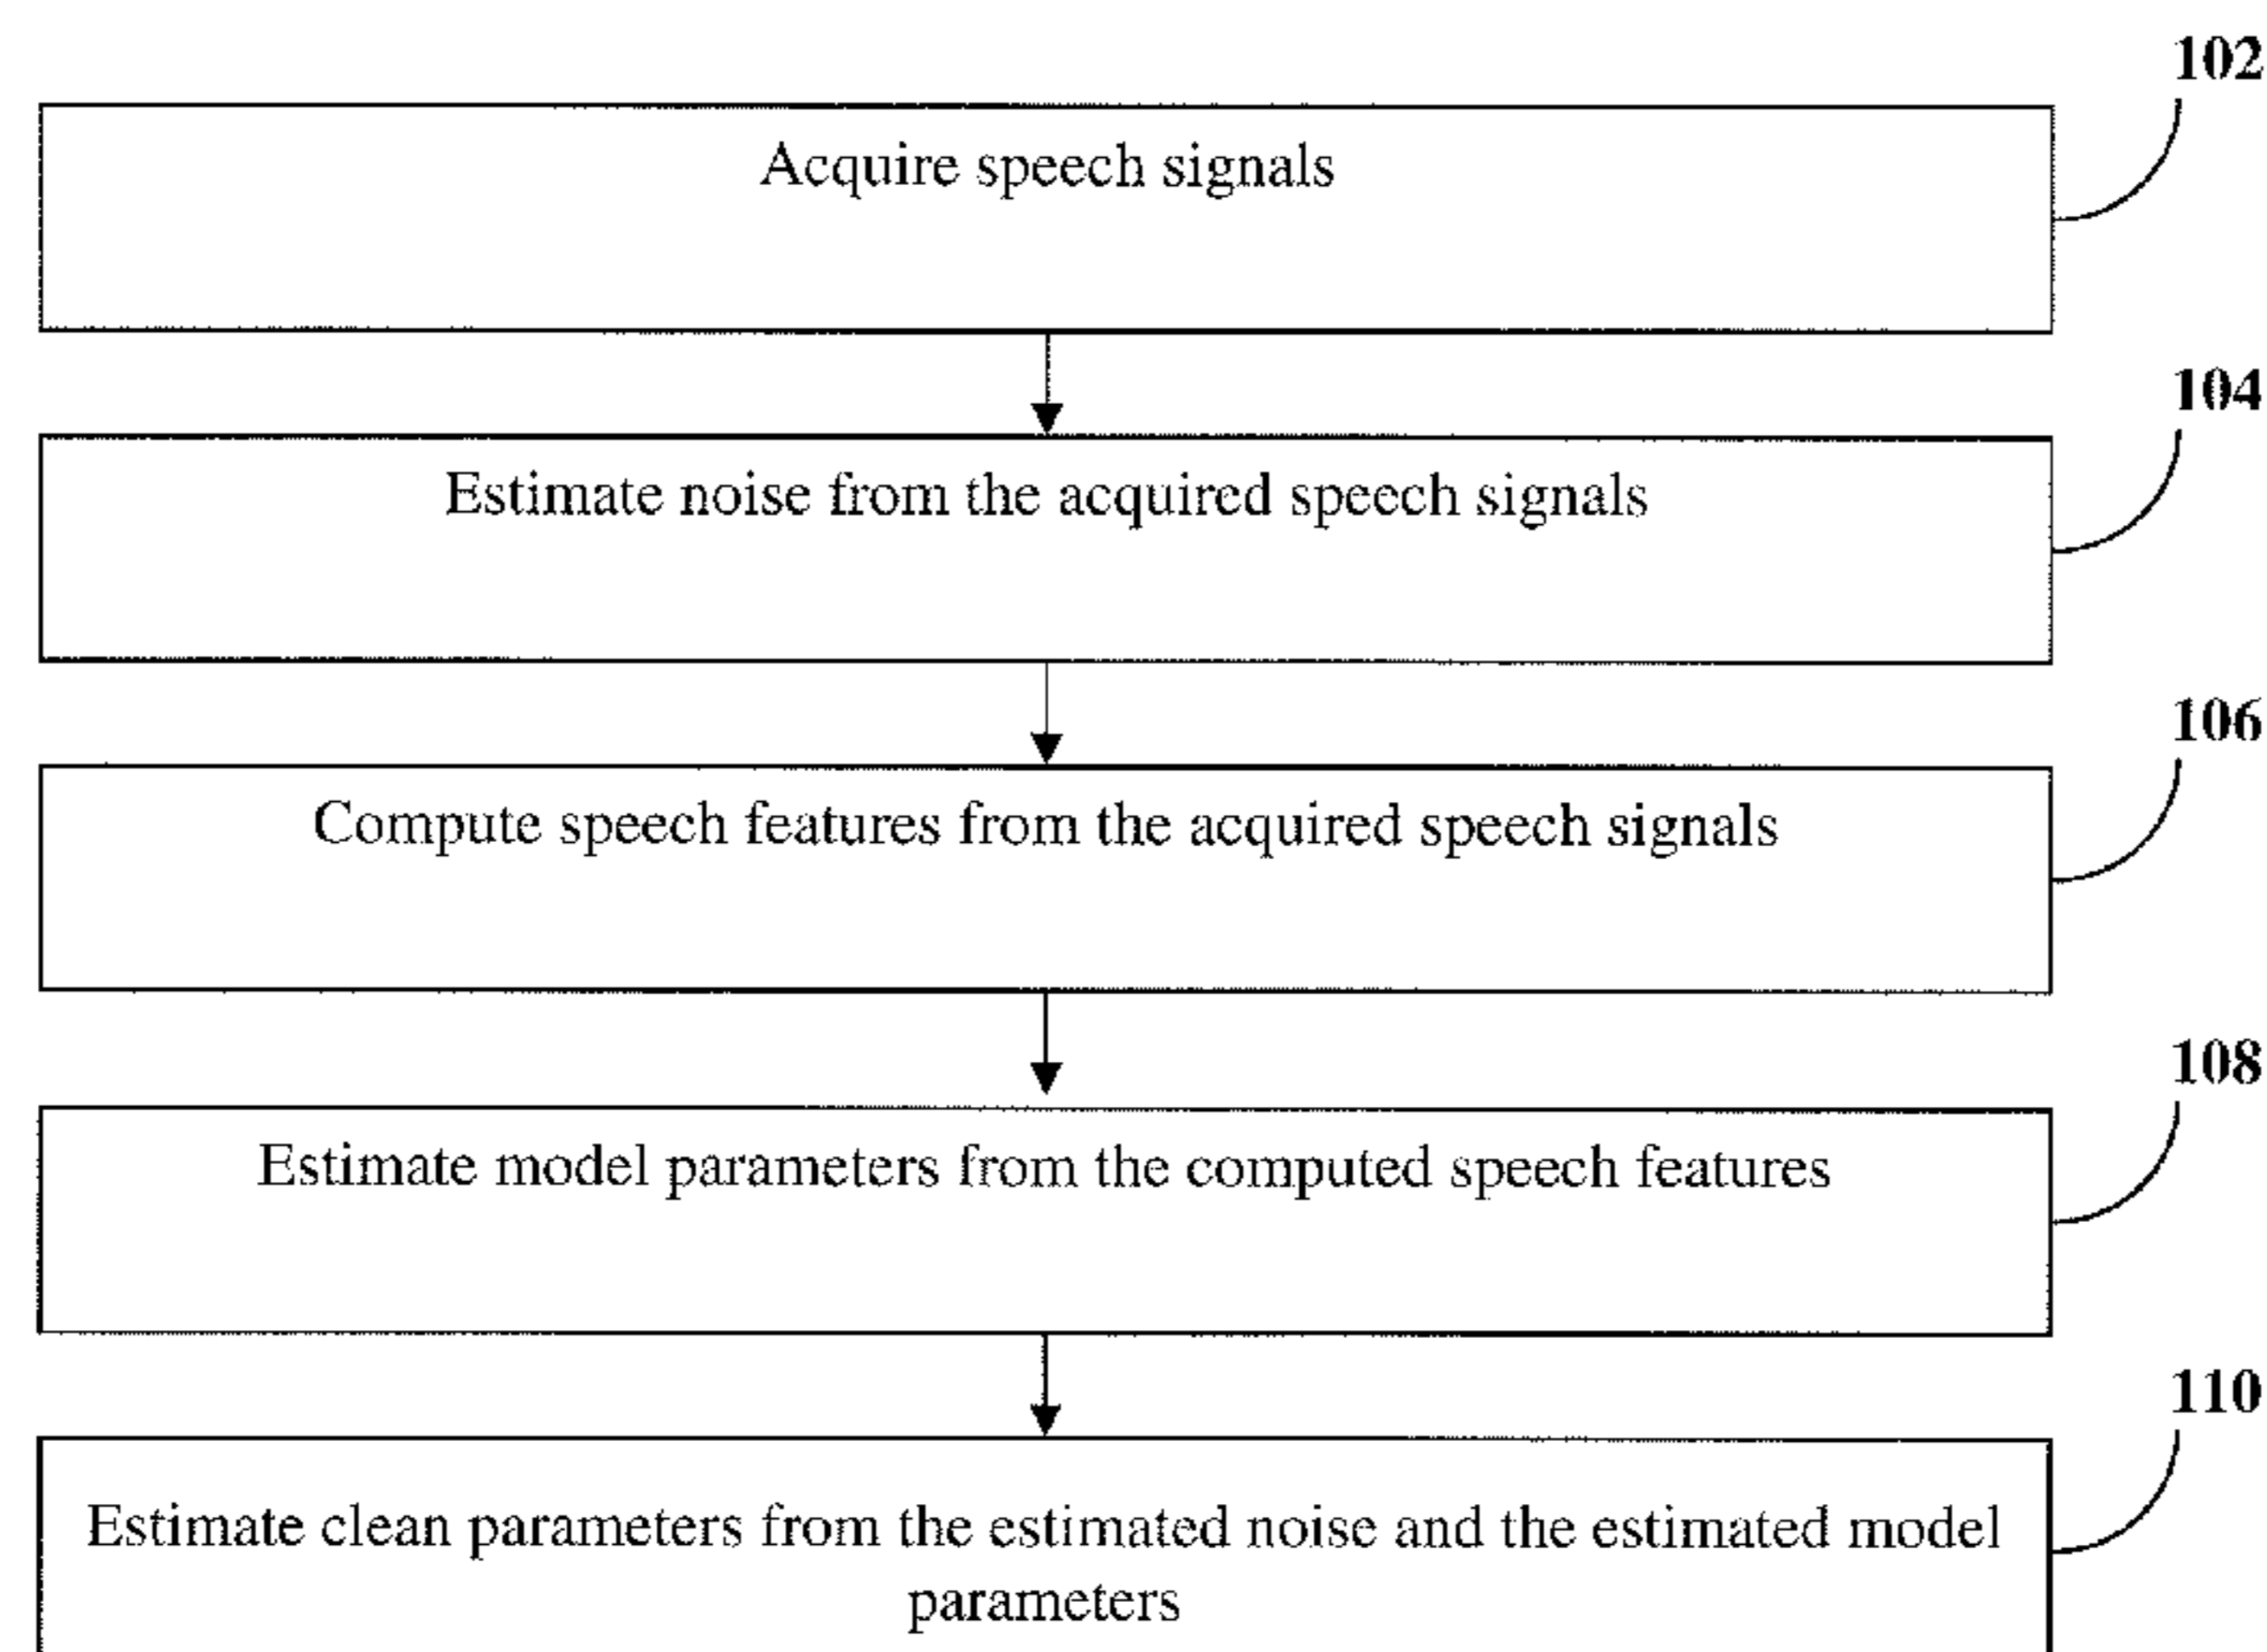 102
Acquire speech signals
104
Estimate noise from the acquired speech signals
106
Compute speech features from the acquired speech signals
108
Estimate model parameters from the computed speech features
110
Estimate clean parameters from the estimated noise and the estimated model
parameters